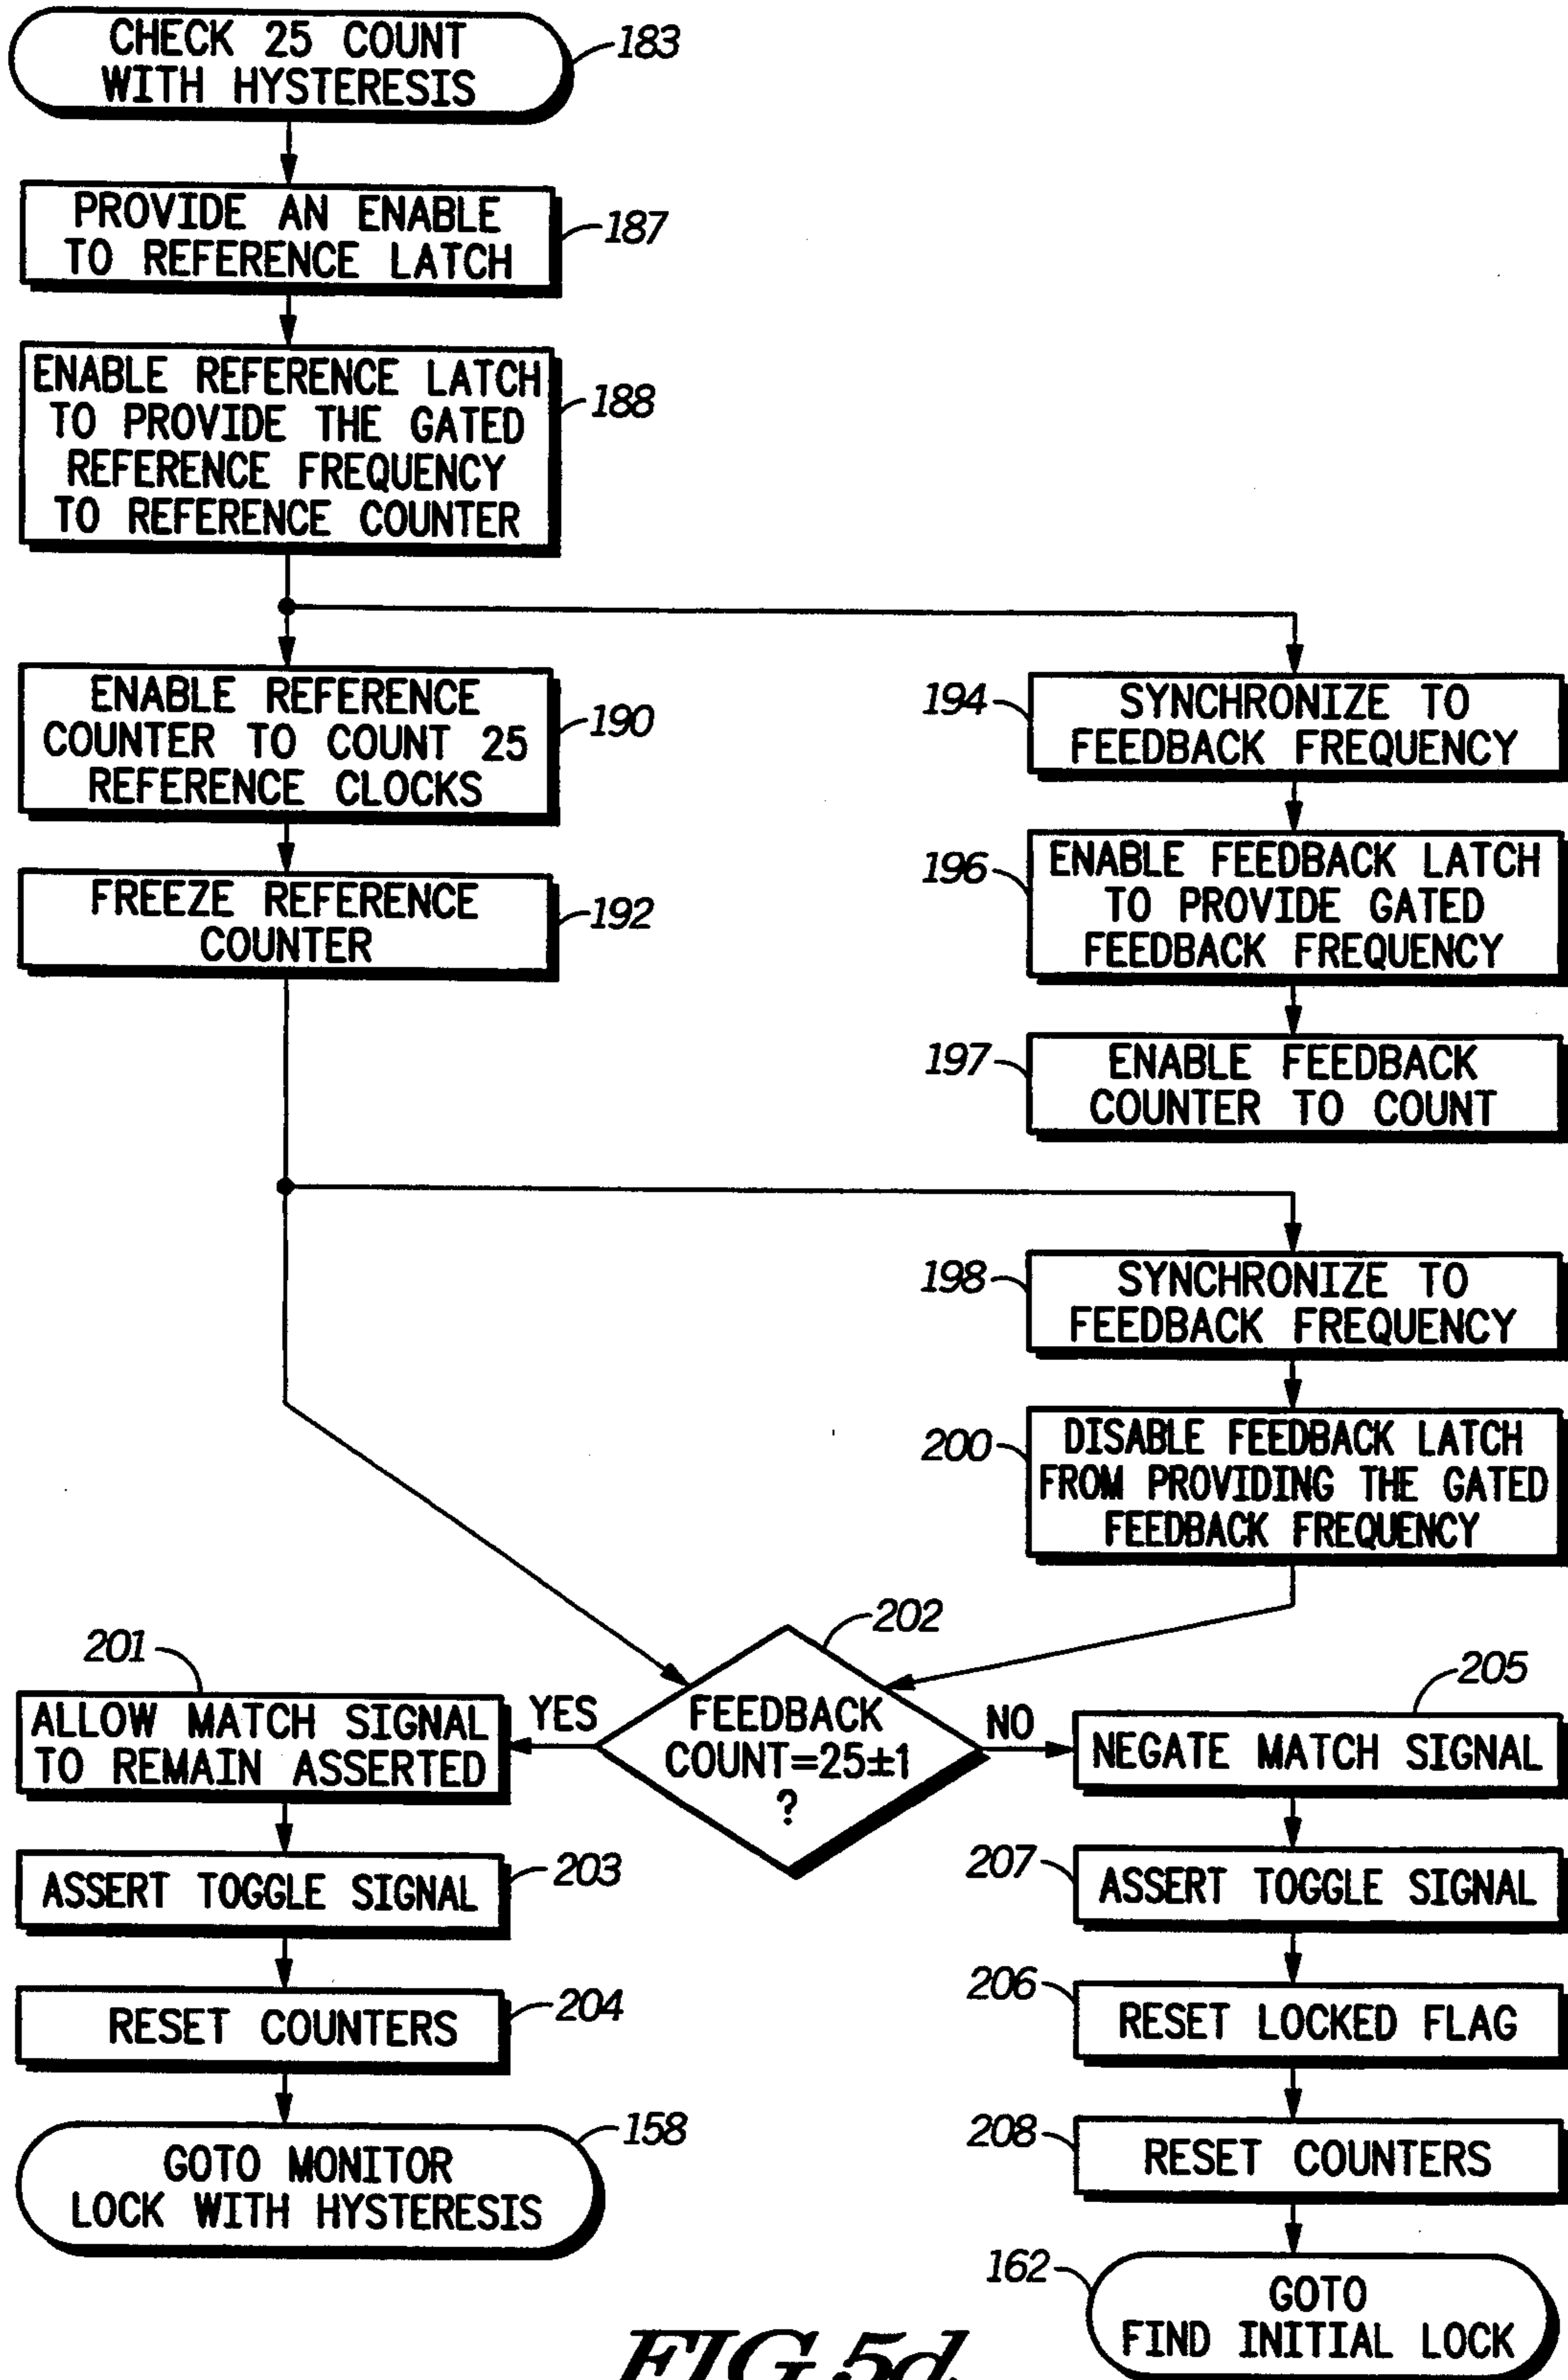 CHECK 25 COUNT
WITH HYSTERESIS
183
PROVIDE AN ENABLE
TO REFERENCE LATCH
187
ENABLE REFERENCE LATCH
TO PROVIDE THE GATED
REFERENCE FREQUENCY
TO REFERENCE COUNTER
188
ENABLE REFERENCE
COUNTER TO COUNT 25
REFERENCE CLOCKS
190
FREEZE REFERENCE
COUNTER
192
194
SYNCHRONIZE TO
FEEDBACK FREQUENCY
196
ENABLE FEEDBACK LATCH
TO PROVIDE GATED
FEEDBACK FREQUENCY
197
ENABLE FEEDBACK
COUNTER TO COUNT
198
SYNCHRONIZE TO
FEEDBACK FREQUENCY
200
DISABLE FEEDBACK LATCH
FROM PROVIDING THE GATED
FEEDBACK FREQUENCY
202
FEEDBACK
COUNT=25±1
?
YES
NO
201
ALLOW MATCH SIGNAL
TO REMAIN ASSERTED
ASSERT TOGGLE SIGNAL
203
RESET COUNTERS
204
GOTO MONITOR
LOCK WITH HYSTERESIS
158
205
NEGATE MATCH SIGNAL
207
ASSERT TOGGLE SIGNAL
206
RESET LOCKED FLAG
208
RESET COUNTERS
162
GOTO
FIND INITIAL LOCK
FIG. 5d